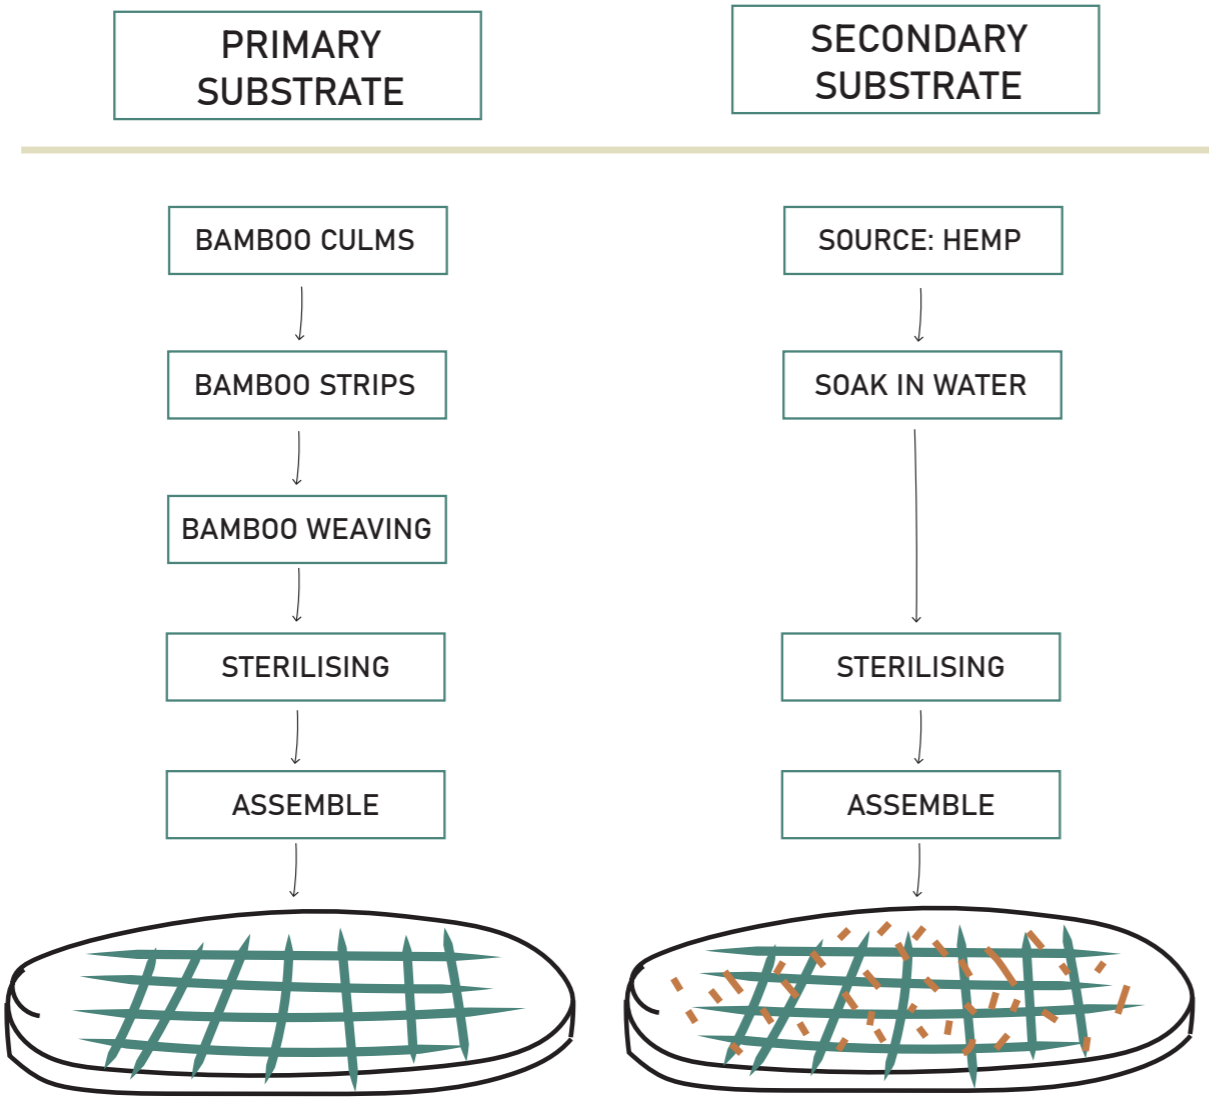 PRIMARY
SUBSTRATE
SECONDARY
SUBSTRATE
BAMBOO CULMS
BAMBOO STRIPS
BAMBOO WEAVING
STERILISING
ASSEMBLE
SOURCE: HEMP
SOAK IN WATER
STERILISING
ASSEMBLE